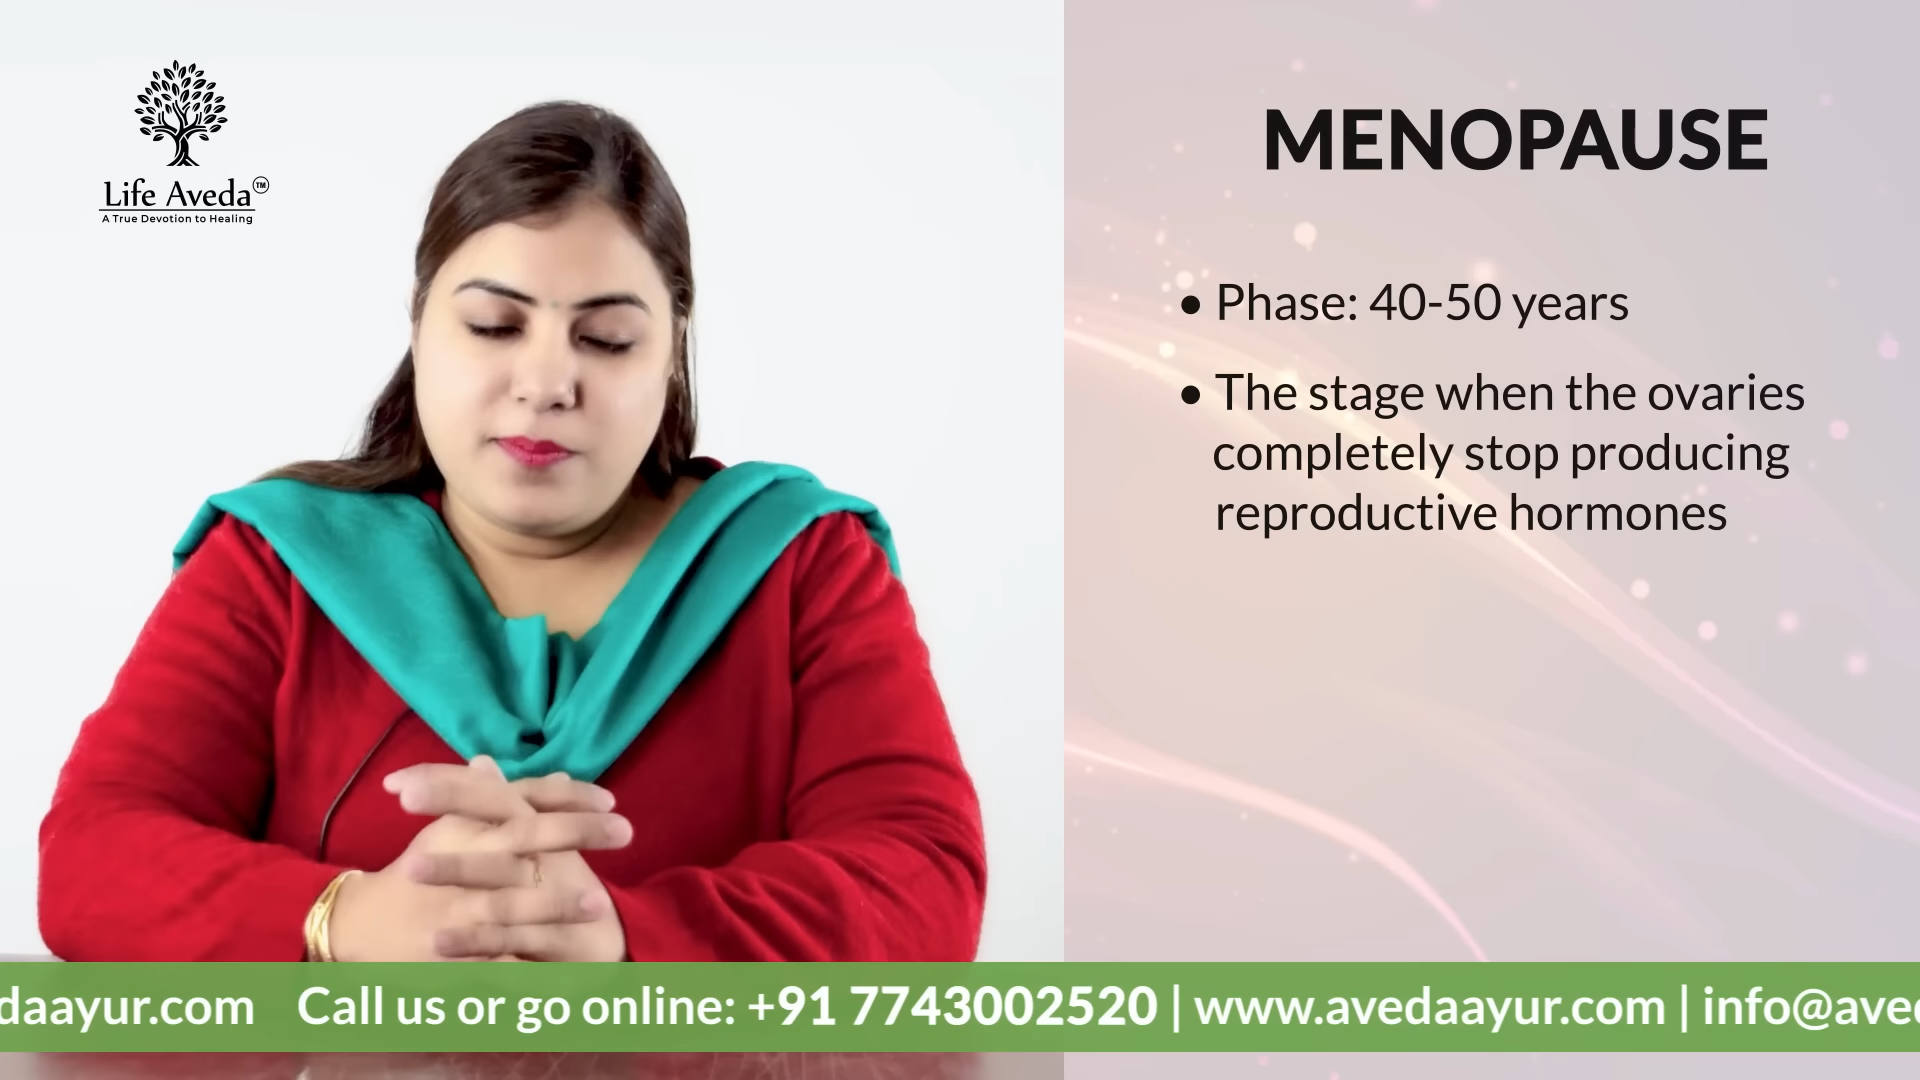 Life Aveda™
A True Devotion to Healing
MENOPAUSE
• Phase: 40-50 years
• The stage when the ovaries
completely stop producing
reproductive hormones
daayur.com Call us or go online: +91 7743002520 | www.avedaayur.com | info@aved